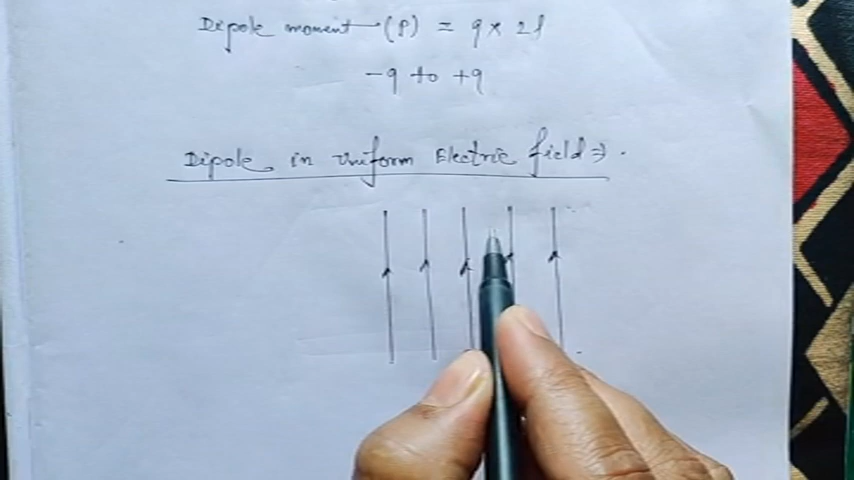 Dipole moment → (P) = q × 2l
-q to +q
Dipole in Uniform Electric field ⇒ .